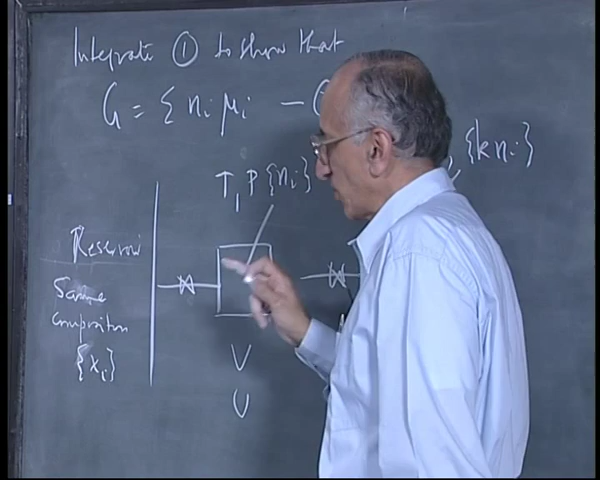 Integrate ① to show that
G = Σ nᵢ μᵢ —
T, P {nᵢ}
{k nᵢ}
Reservoir
Same
composition
{xᵢ}
V
U